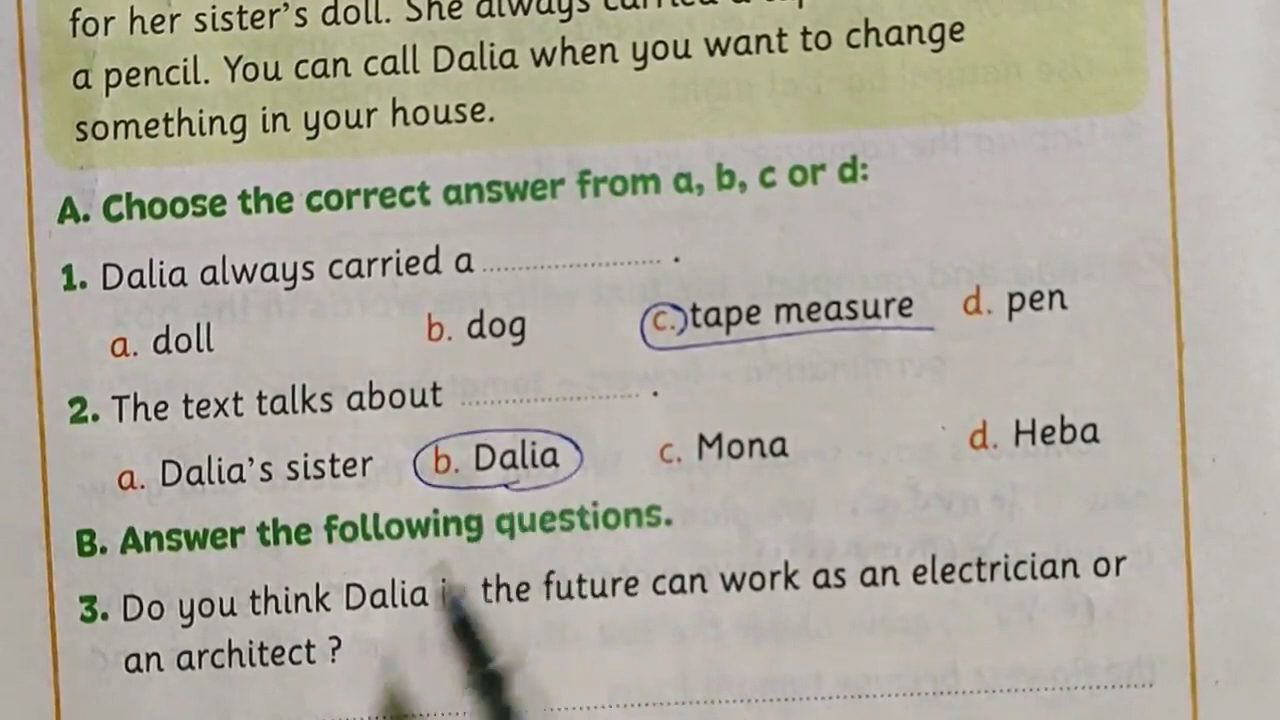 for her sister's doll. She always carried a
a pencil. You can call Dalia when you want to change
something in your house.
A. Choose the correct answer from a, b, c or d:
1. Dalia always carried a .................... .
a. doll b. dog c. tape measure d. pen
2. The text talks about .................... .
a. Dalia's sister b. Dalia c. Mona d. Heba
B. Answer the following questions.
3. Do you think Dalia the future can work as an electrician or
an architect ?